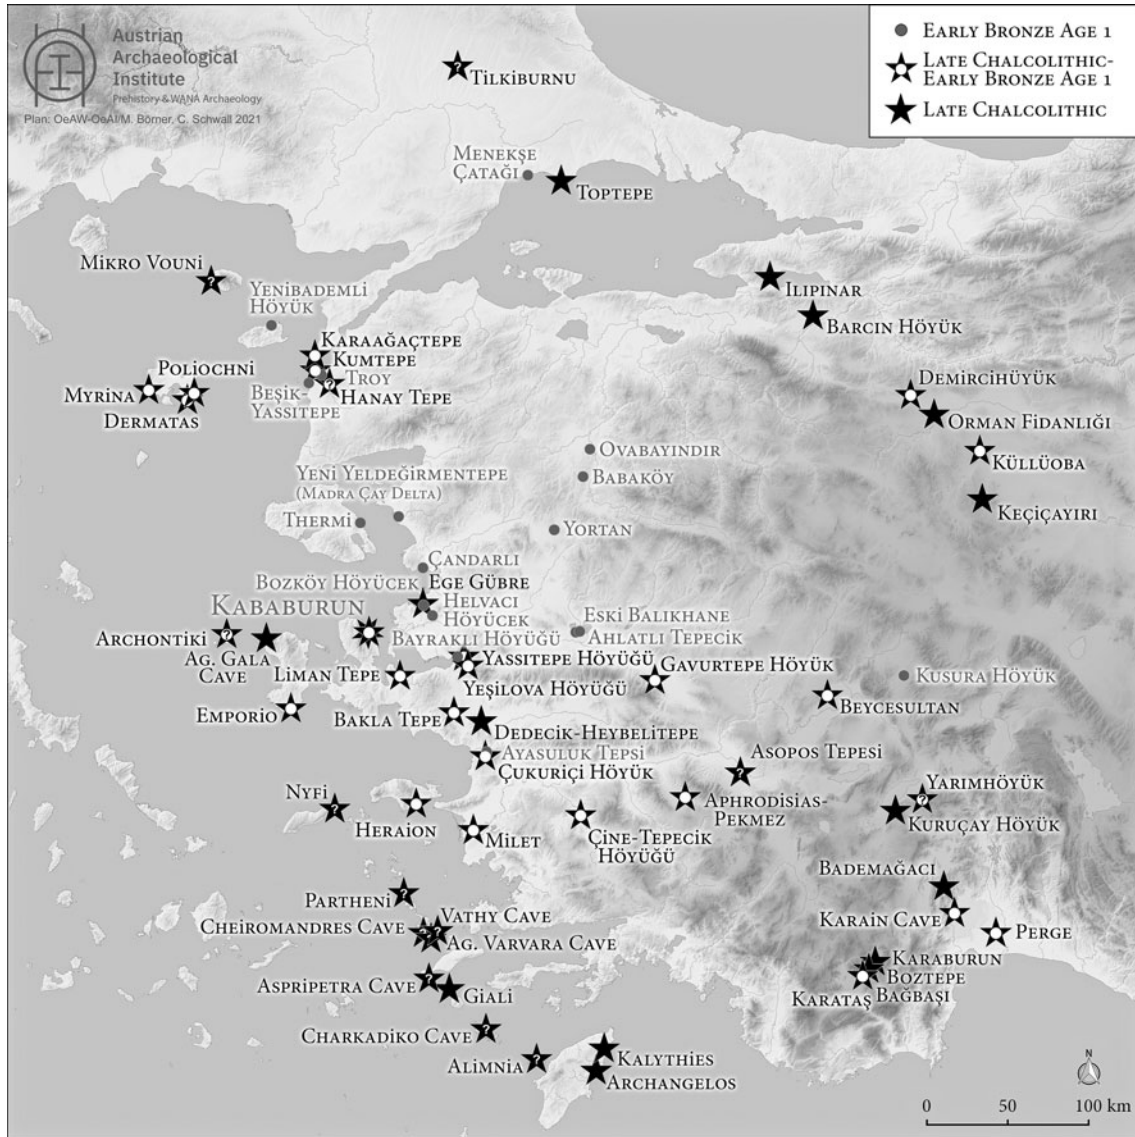 Austrian
Archaeological
Institute
Prehistory & WANA Archaeology
Plan: OeAW-OeAI/M. Börner, C. Schwall 2021
Early Bronze Age 1
Late Chalcolithic-
Early Bronze Age 1
Late Chalcolithic
?
Tilkiburnu
Menekşe
Çatağı
Toptepe
Mikro Vouni
?
Yenibademli
Höyük
Ilıpınar
Barcın Höyük
Karaağaçtepe
Kumtepe
Troy
?
Hanay Tepe
Beşik-
Yassıtepe
Poliochni
Myrina
Dermatas
Demircihüyük
Orman Fidanlığı
Küllüoba
Keçiçayırı
Ovabayındır
Babaköy
Yeni Yeldeğirmentepe
(Madra Çay Delta)
Thermi
Yortan
Çandarlı
Bozköy Höyücek
Ege Gübre
Helvacı
Höyücek
Kababurun
Eski Balıkhane
Ahlatlı Tepecik
Archontiki
?
Ag. Gala
Cave
Bayraklı Höyüğü
Yassıtepe Höyüğü
Yeşilova Höyüğü
Gavurtepe Höyük
Liman Tepe
Kusura Höyük
Beycesultan
Emporio
Bakla Tepe
Dedecik-Heybelitepe
Ayasuluk Tepsi
Çukuriçi Höyük
Asopos Tepesi
?
Nyfi
?
Heraion
Milet
Çine-Tepecik
Höyüğü
Aphrodisias-
Pekmez
Yarımhöyük
?
Kuruçay Höyük
Bademağacı
Karain Cave
Perge
Partheni
?
Cheiromandres Cave
?
Vathy Cave
?
Ag. Varvara Cave
?
Aspripetra Cave
?
Giali
Karaburun
Boztepe
Bağbaşı
Karataş
Charkadiko Cave
?
Alimnia
?
Kalythies
Archangelos
N
0 50 100 km